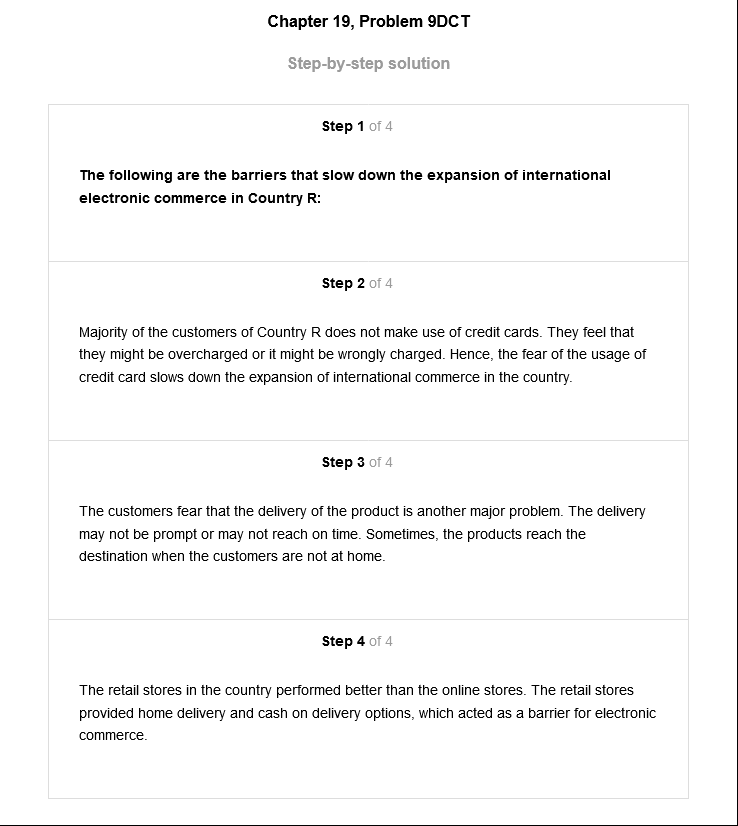 Chapter 19, Problem 9DCT
Step-by-step solution
Step 1 of 4
The following are the barriers that slow down the expansion of international
electronic commerce in Country R:
Step 2 of 4
Majority of the customers of Country R does not make use of credit cards. They feel that
they might be overcharged or it might be wrongly charged. Hence, the fear of the usage of
credit card slows down the expansion of international commerce in the country.
Step 3 of 4
The customers fear that the delivery of the product is another major problem. The delivery
may not be prompt or may not reach on time. Sometimes, the products reach the
destination when the customers are not at home.
Step 4 of 4
The retail stores in the country performed better than the online stores. The retail stores
provided home delivery and cash on delivery options, which acted as a barrier for electronic
commerce.